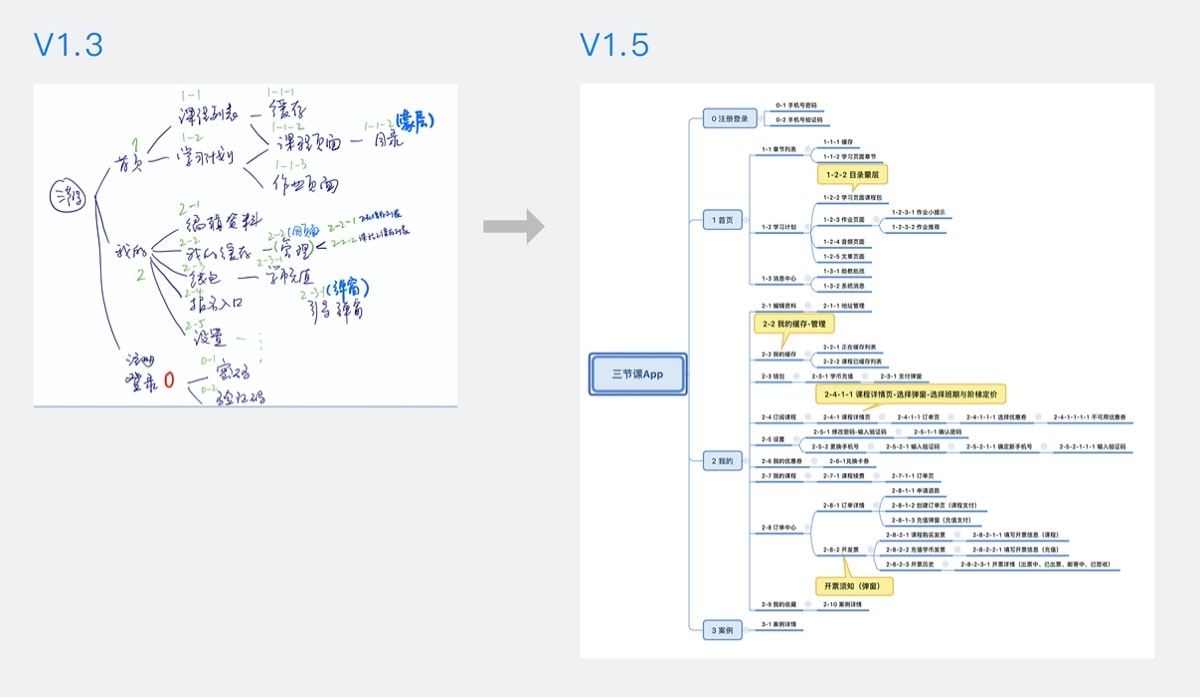 V1.3
V1.5
1-1
课程列表
1-1-1
缓存
1-2
学习计划
1-1-2
课程页面
1-1-2
(蒙层)
目录
1-1-3
作业页面
1
首页
三节课
2-1
编辑资料
2-2
我的缓存
2-2 (同页面
(管理)
2-2-1
2-2-2
我的
2
2-3
钱包
2-3-1
学币充值
2-4
报名入口
2-3-1
(弹窗)
引导弹窗
2-5
设置
注册
登录 0
0-1
密码
0-2
验证码
三节课App
0 注册登录
0-1 手机号密码
0-2 手机号验证码
1 首页
1-1 章节列表
1-1-1 缓存
1-1-2 学习页面章节
1-2-2 目录蒙层
1-2 学习计划
1-2-2 学习页面课程包
1-2-3 作业页面
1-2-3-1 作业小提示
1-2-3-2 作业推荐
1-2-4 音频页面
1-2-5 文章页面
1-3 消息中心
1-3-1 助教批改
1-3-2 系统消息
2 我的
2-1 编辑资料
2-1-1 地址管理
2-2 我的缓存-管理
2-2 我的缓存
2-2-1 正在缓存列表
2-2-2 课程已缓存列表
2-3 钱包
2-3-1 学币充值
2-3-1 支付弹窗
2-4-1-1 课程详情页-选择弹窗-选择班期与阶梯定价
2-4 订阅课程
2-4-1 课程详情页
2-4-1-1 订单页
2-4-1-1-1 选择优惠券
2-4-1-1-1-1 不可用优惠券
2-5 设置
2-5-1 修改密码-输入验证码
2-5-1-1 确认密码
2-5-2 更换手机号
2-5-2-1 输入验证码
2-5-2-1-1 确定新手机号
2-5-2-1-1-1 输入验证码
2-6 我的优惠券
2-6-1兑换卡券
2-7 我的课程
2-7-1 课程续费
2-7-1-1 订单页
2-8 订单中心
2-8-1 订单详情
2-8-1-1 申请退款
2-8-1-2 创建订单页（课程支付）
2-8-1-3 充值弹窗（充值支付）
2-8-2 开发票
2-8-2-1 课程购买发票
2-8-2-1-1 填写开票信息（课程）
2-8-2-2 充值学币发票
2-8-2-2-1 填写开票信息（充值）
2-8-2-3 开票历史
2-8-2-3-1 开票详情（出票中、已出票、邮寄中、已签收）
开票须知（弹窗）
2-9 我的收藏
2-10 案例详情
3 案例
3-1 案例详情